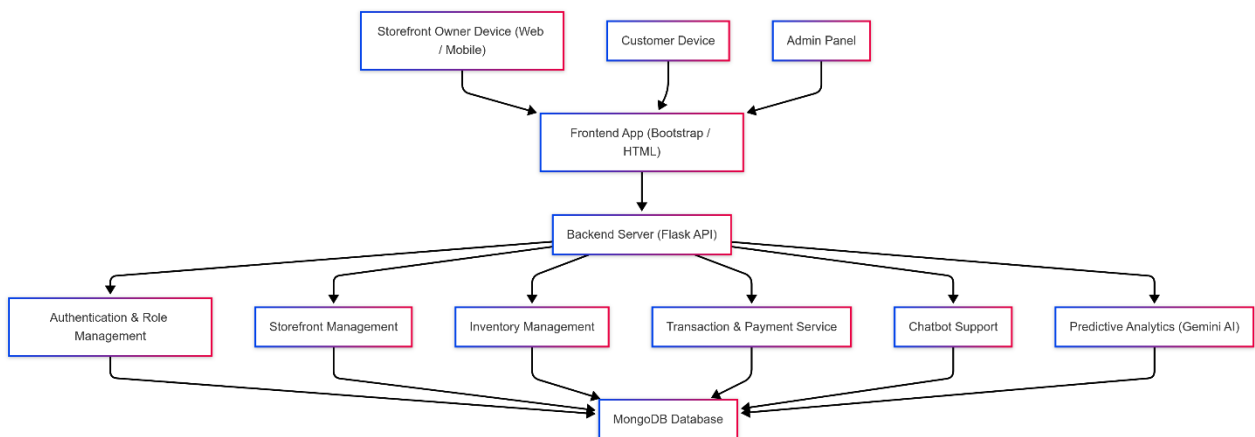 Storefront Owner Device (Web
/ Mobile)
Customer Device
Admin Panel
Frontend App (Bootstrap /
HTML)
Backend Server (Flask API)
Authentication & Role
Management
Storefront Management
Inventory Management
Transaction & Payment Service
Chatbot Support
Predictive Analytics (Gemini AI)
MongoDB Database